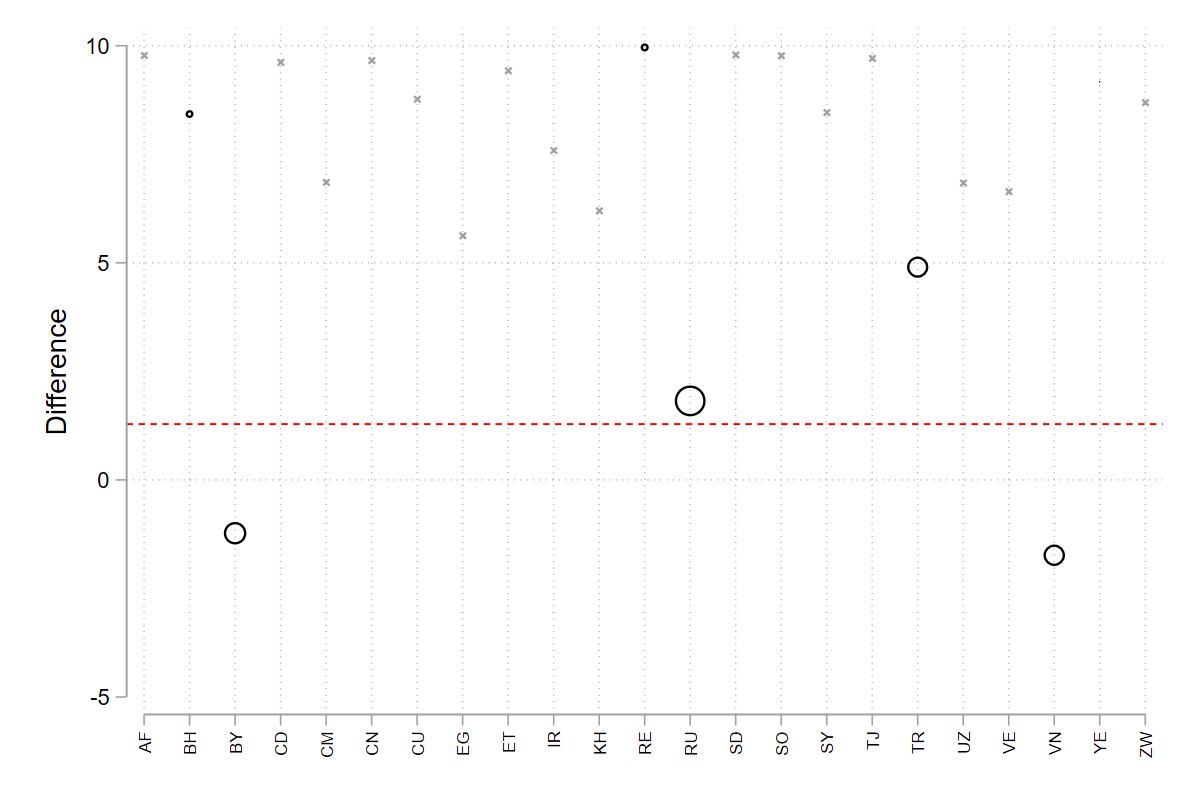 10
5
0
-5
Difference
AF BH BY CD CM CN CU EG ET IR KH RE RU SD SO SY TJ TR UZ VE VN YE ZW